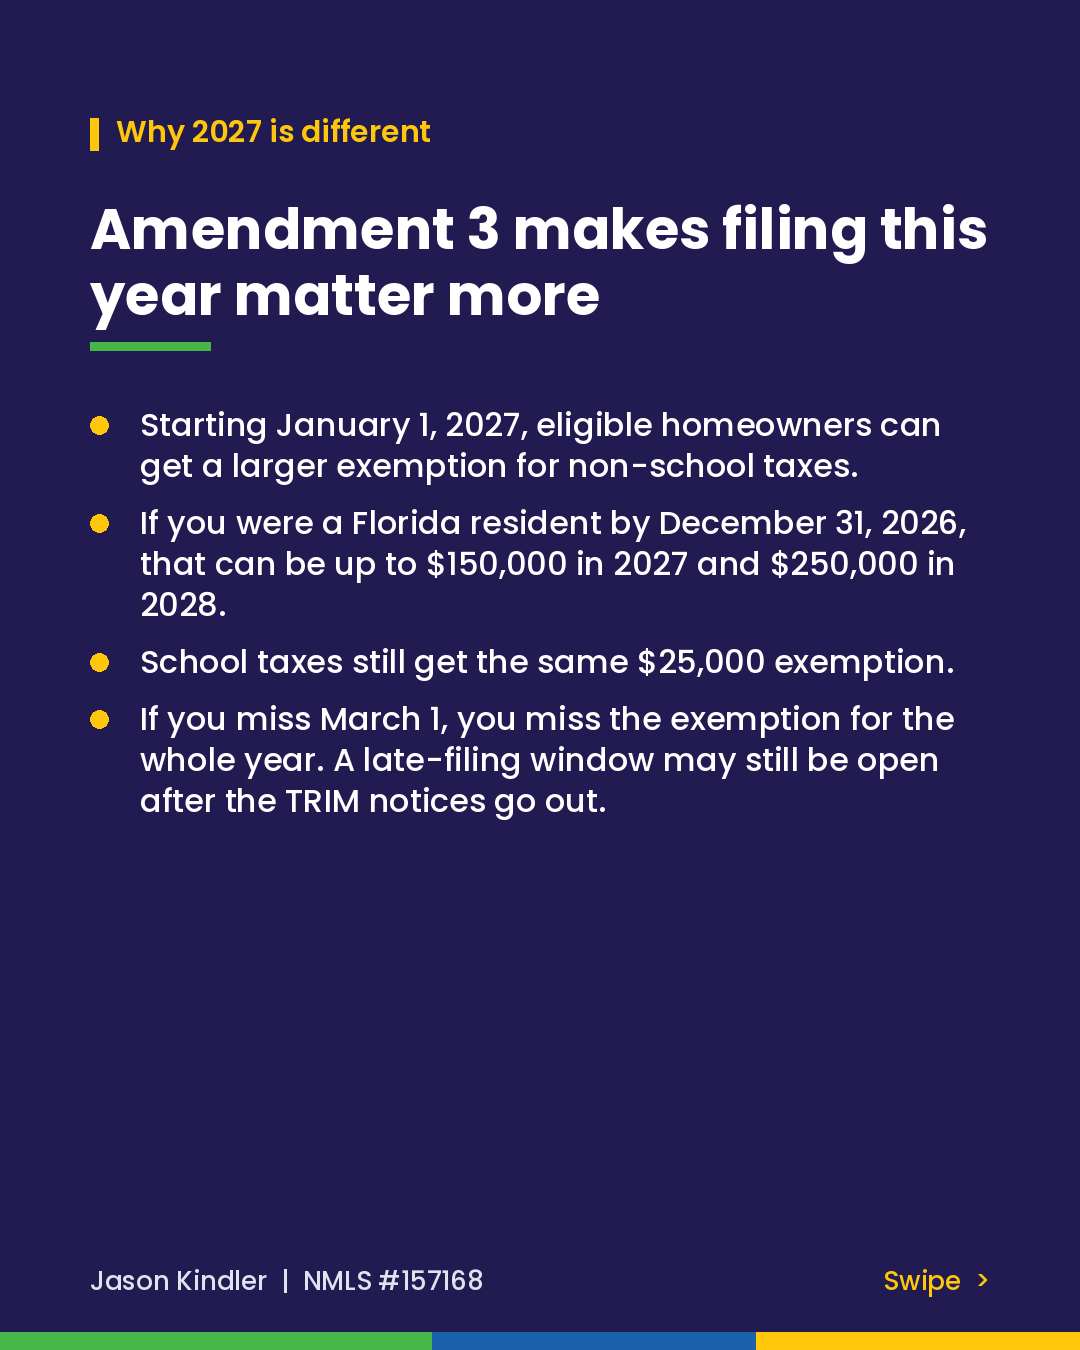 Why 2027 is different
Amendment 3 makes filing this
year matter more
Starting January 1, 2027, eligible homeowners can
get a larger exemption for non-school taxes.
If you were a Florida resident by December 31, 2026,
that can be up to $150,000 in 2027 and $250,000 in
2028.
School taxes still get the same $25,000 exemption.
If you miss March 1, you miss the exemption for the
whole year. A late-filing window may still be open
after the TRIM notices go out.
Jason Kindler | NMLS #157168
Swipe >